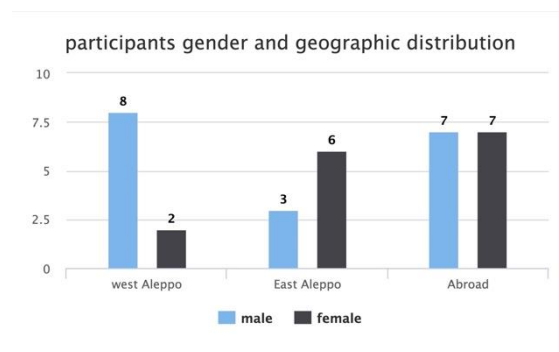 participants gender and geographic distribution
10
7.5
5
2.5
0
8
2
3
6
7
7
west Aleppo
East Aleppo
Abroad
male
female